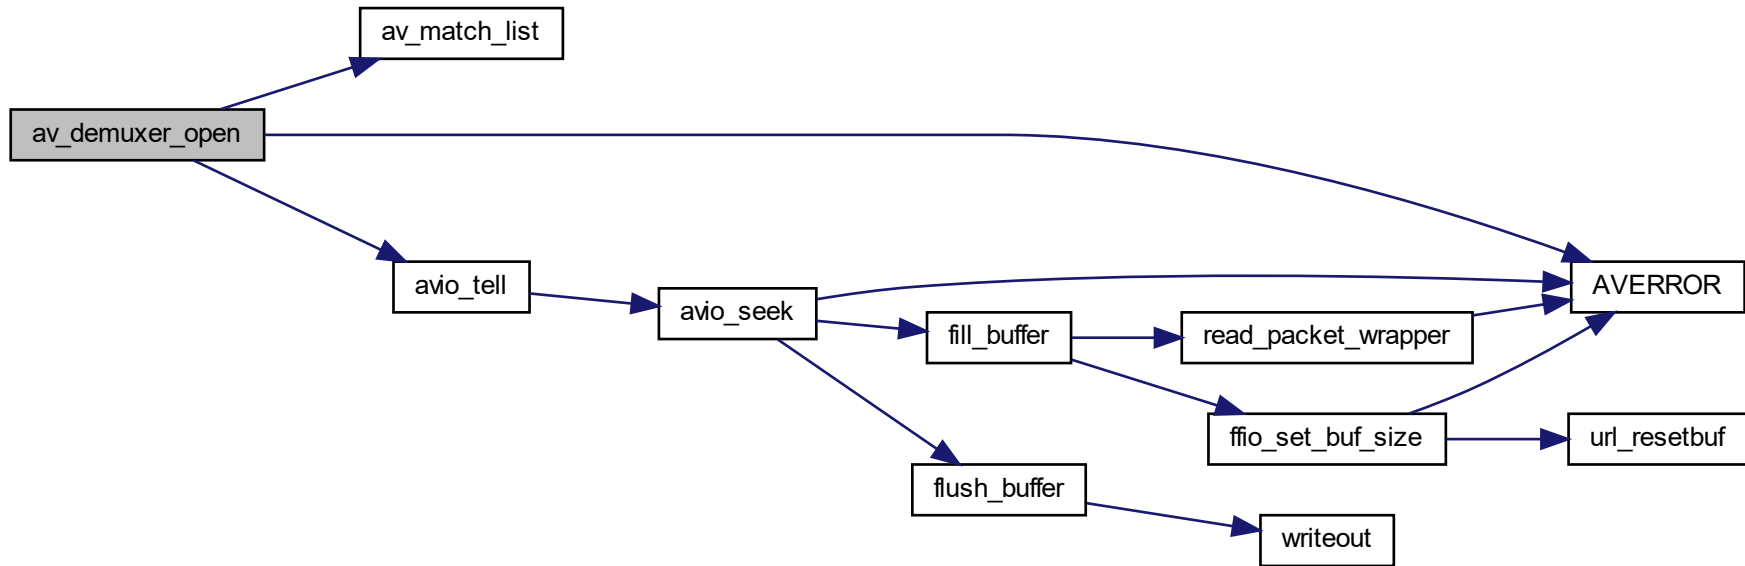 av_match_list
av_demuxer_open
avio_tell
avio_seek
AVERROR
fill_buffer
read_packet_wrapper
ffio_set_buf_size
url_resetbuf
flush_buffer
writeout